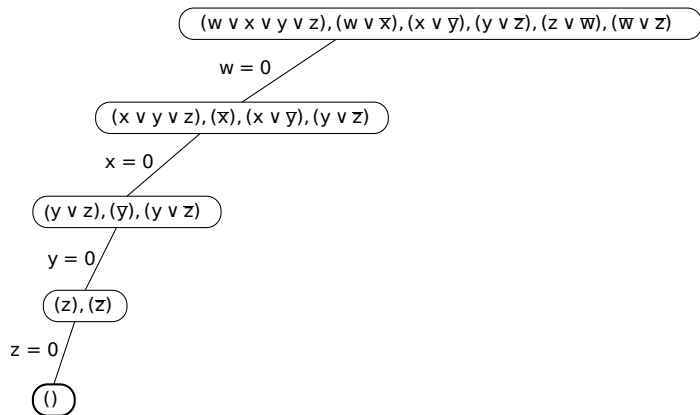 (w ∨ x ∨ y ∨ z), (w ∨ x̅), (x ∨ y̅), (y ∨ z̅), (z ∨ w̅), (w̅ ∨ z̅)
w = 0
(x ∨ y ∨ z), (x̅), (x ∨ y̅), (y ∨ z̅)
x = 0
(y ∨ z), (y̅), (y ∨ z̅)
y = 0
(z), (z̅)
z = 0
()